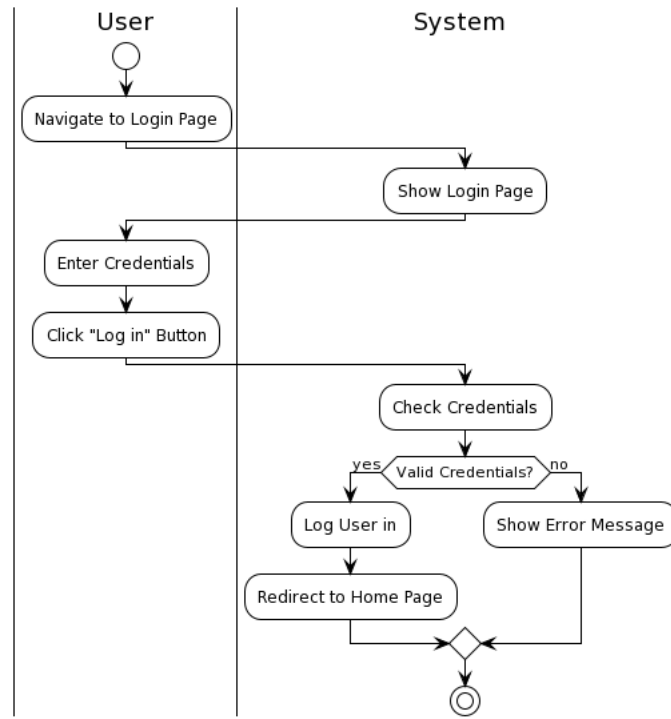 User
System
Navigate to Login Page
Show Login Page
Enter Credentials
Click "Log in" Button
Check Credentials
Valid Credentials?
yes
no
Log User in
Show Error Message
Redirect to Home Page